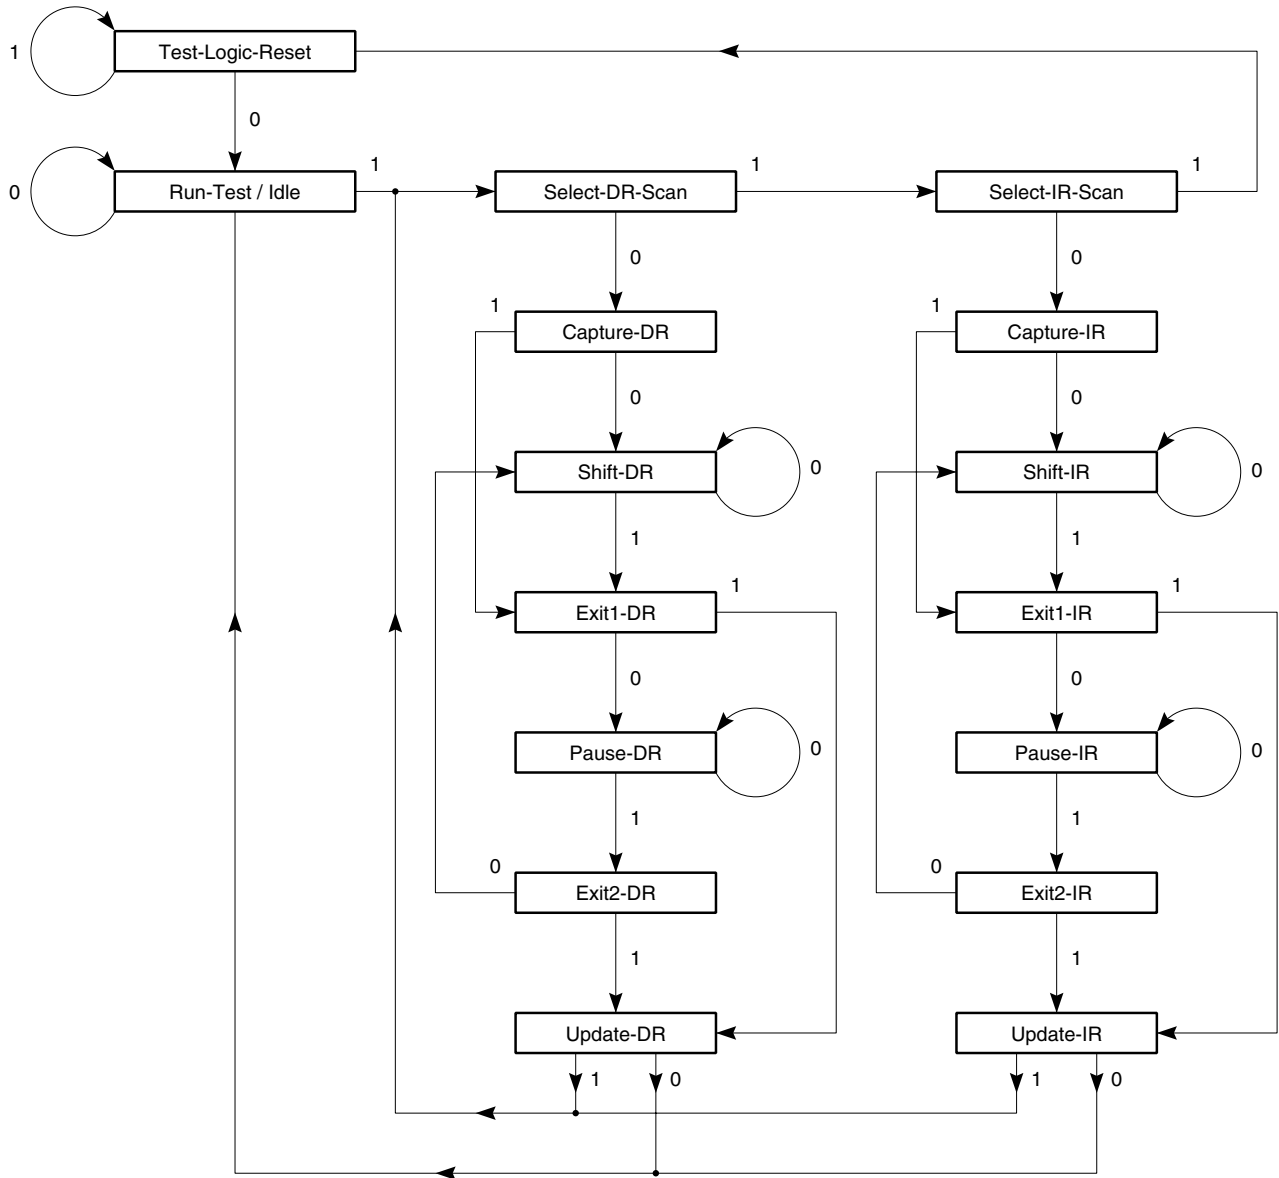 1
Test-Logic-Reset
0
0
Run-Test / Idle
1
Select-DR-Scan
1
Select-IR-Scan
1
0
0
1
Capture-DR
1
Capture-IR
0
0
Shift-DR
0
Shift-IR
0
1
1
Exit1-DR
1
Exit1-IR
1
0
0
Pause-DR
0
Pause-IR
0
1
1
0
Exit2-DR
0
Exit2-IR
1
1
Update-DR
Update-IR
1
0
1
0